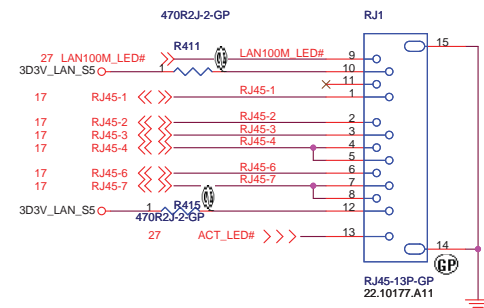 470R2J-2-GP RJ1
R411 15
27 LAN100M_LED# LAN100M_LED# 9
3D3V_LAN_S5 1 10
11
17 RJ45-1 RJ45-1 1
17 RJ45-2 RJ45-2 2
17 RJ45-3 RJ45-3 3
17 RJ45-4 RJ45-4 4
5
17 RJ45-6 RJ45-6 6
17 RJ45-7 RJ45-7 7
8
3D3V_LAN_S5 1 R415 12
470R2J-2-GP
27 ACT_LED# 13
14
GP
RJ45-13P-GP
22.10177.A11